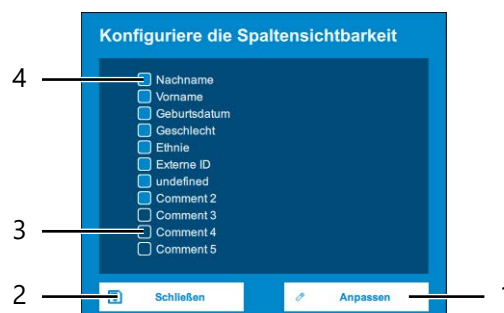 Konfiguriere die Spaltensichtbarkeit
4 Nachname
Vorname
Geburtsdatum
Geschlecht
Ethnie
Externe ID
undefined
Comment 2
Comment 3
3 Comment 4
Comment 5
2 Schließen Anpassen